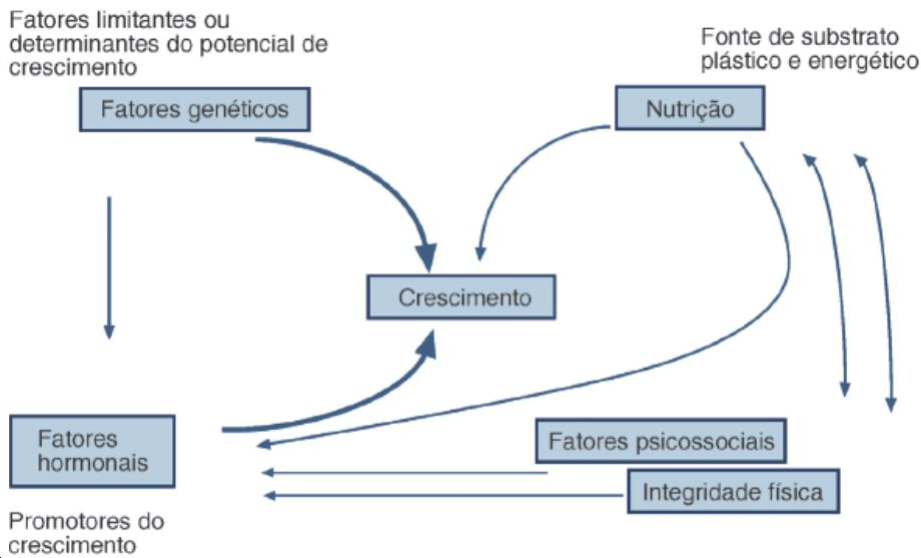 Fatores limitantes ou
determinantes do potencial de
crescimento
Fatores genéticos
Fonte de substrato
plástico e energético
Nutrição
Crescimento
Fatores
hormonais
Promotores do
crescimento
Fatores psicossociais
Integridade física